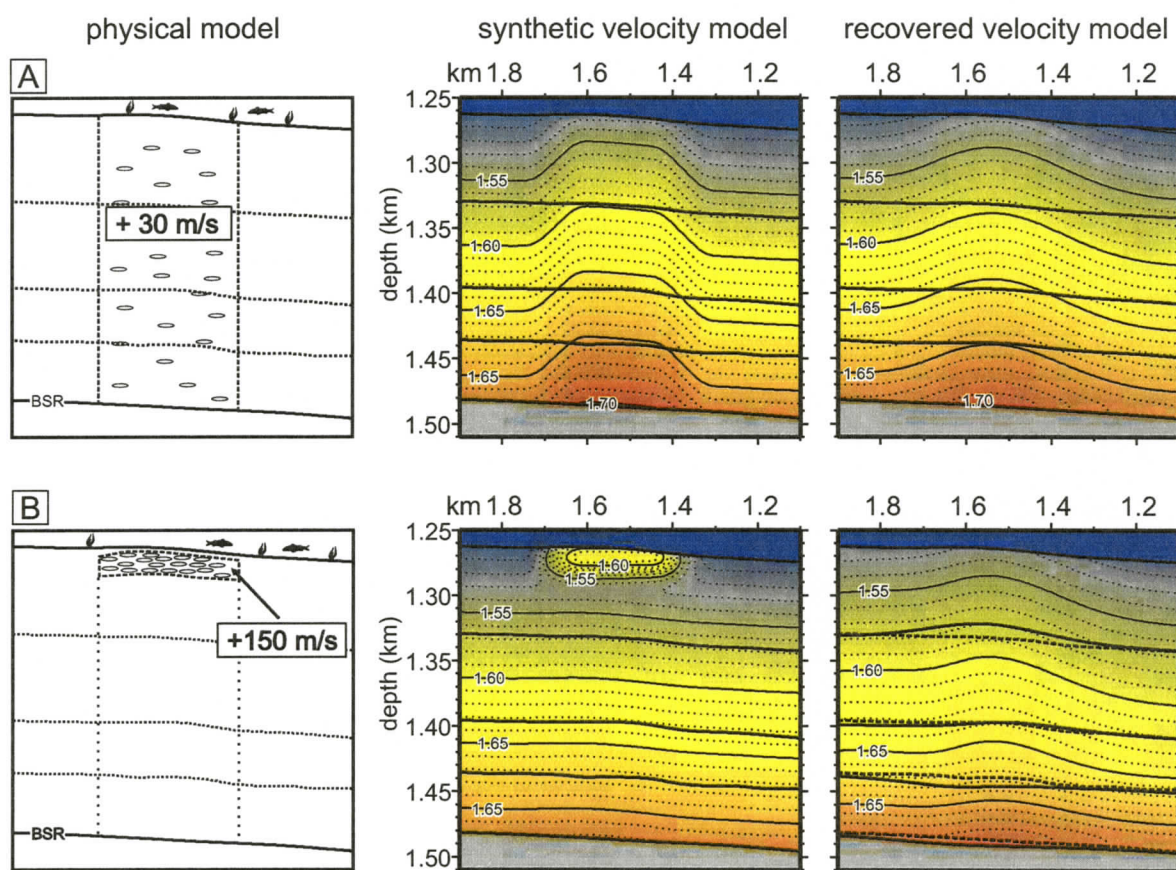 physical model
synthetic velocity model
recovered velocity model
A
km 1.8 1.6 1.4 1.2
1.8 1.6 1.4 1.2
1.25
1.30
1.35
1.40
1.45
1.50
depth (km)
+ 30 m/s
BSR
1.55
1.60
1.65
1.65
1.70
1.55
1.60
1.65
1.65
1.70
B
km 1.8 1.6 1.4 1.2
1.8 1.6 1.4 1.2
1.25
1.30
1.35
1.40
1.45
1.50
depth (km)
+150 m/s
BSR
1.60
1.55
1.55
1.60
1.65
1.65
1.55
1.60
1.65
1.65